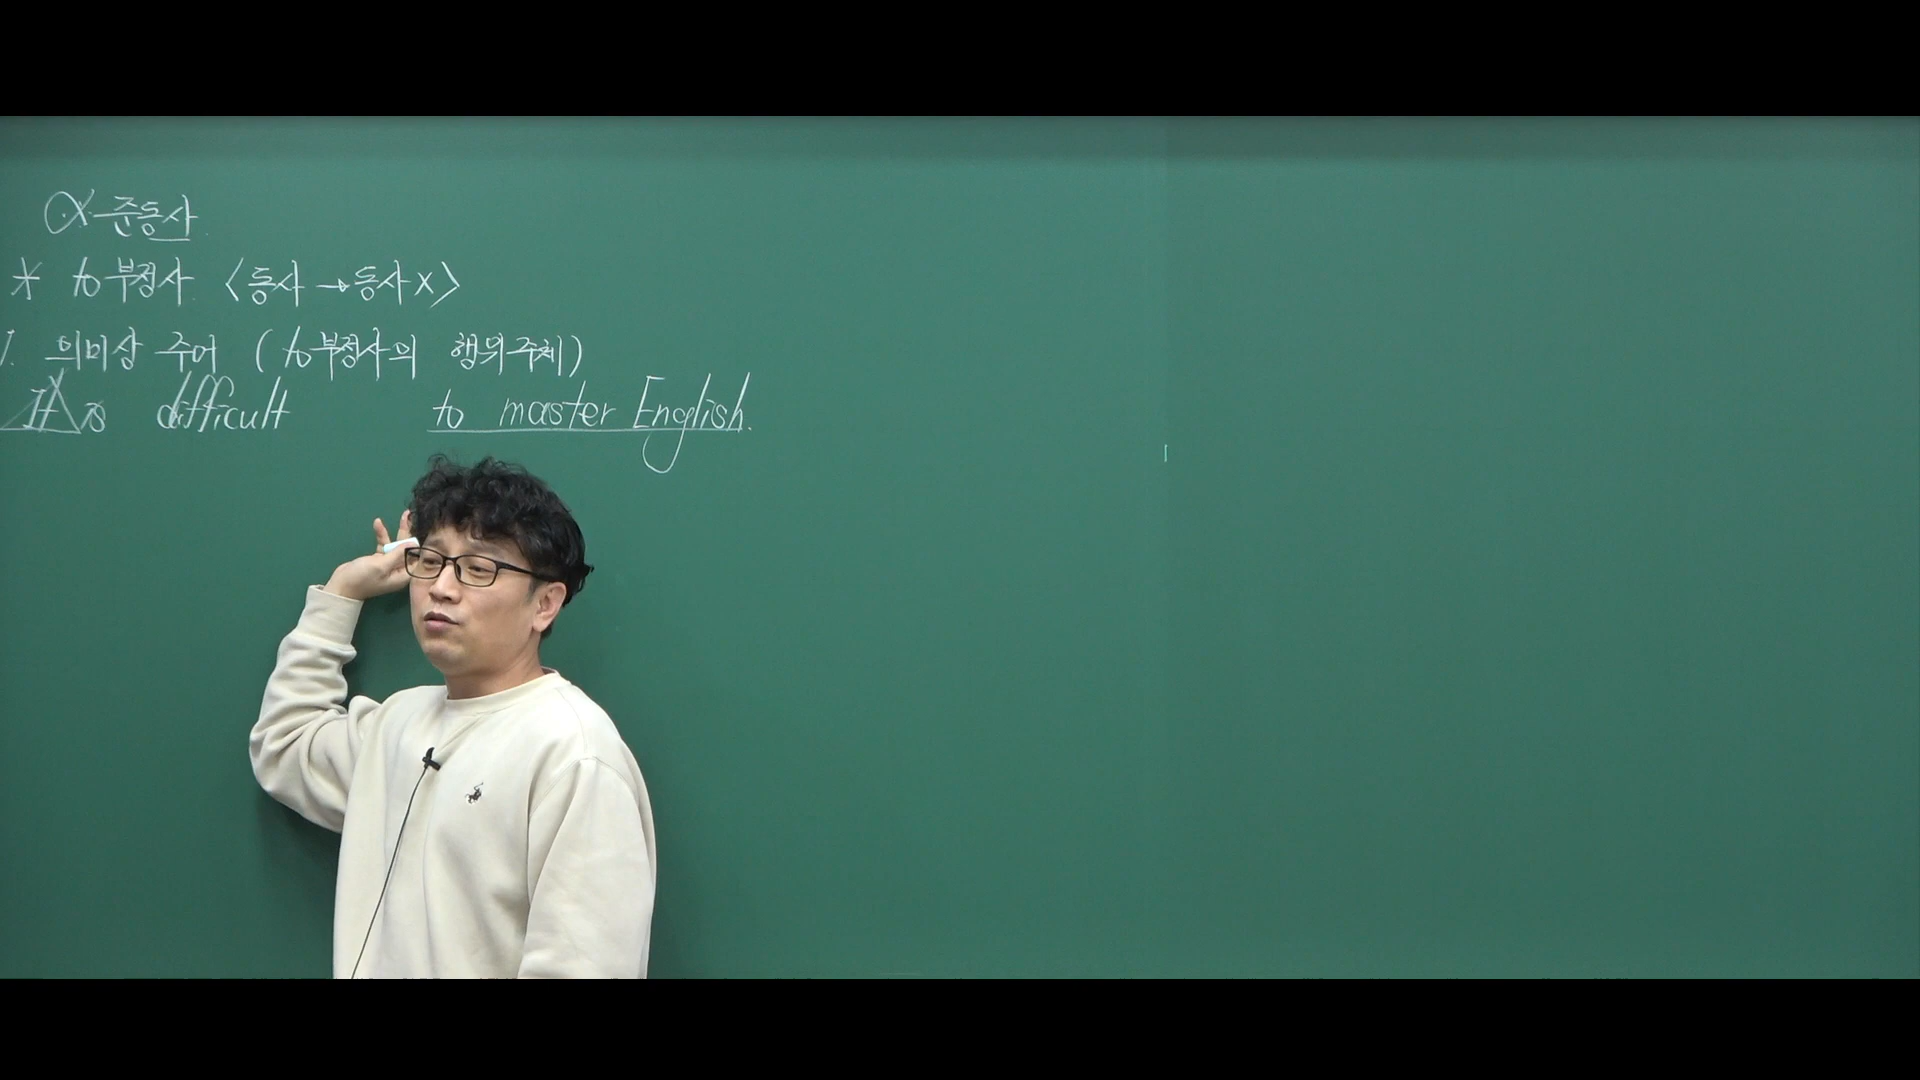 α 준동사
* to부정사 <동사→동사X>
1. 의미상 주어 (to부정사의 행위주체)
It is difficult to master English.